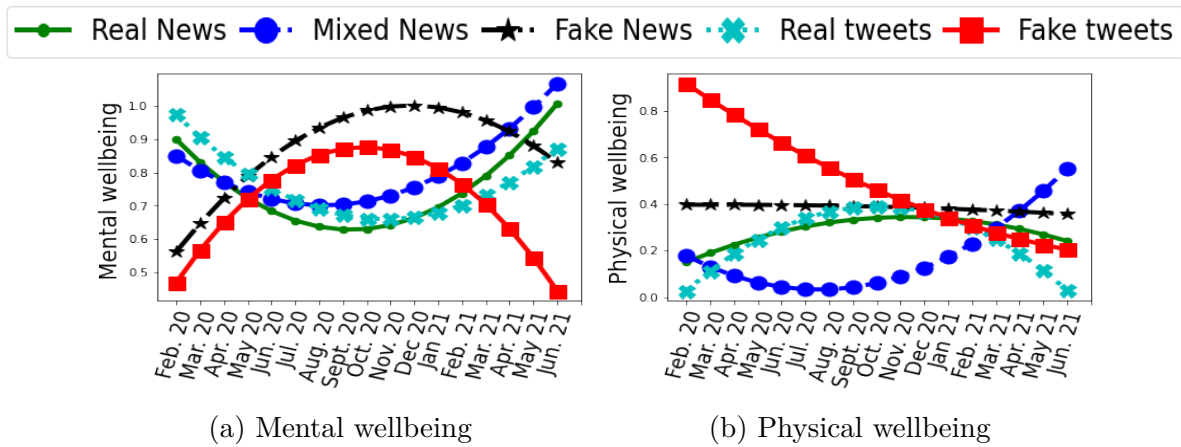 Real News Mixed News Fake News Real tweets Fake tweets
Mental wellbeing
1.0
0.9
0.8
0.7
0.6
0.5
Feb. 20
Mar. 20
Apr. 20
May 20
Jun. 20
Jul. 20
Aug. 20
Sept. 20
Oct. 20
Nov. 20
Dec 20
Jan 21
Feb. 21
Mar. 21
Apr. 21
May 21
Jun. 21
(a) Mental wellbeing
Physical wellbeing
0.8
0.6
0.4
0.2
0.0
Feb. 20
Mar. 20
Apr. 20
May 20
Jun. 20
Jul. 20
Aug. 20
Sept. 20
Oct. 20
Nov. 20
Dec 20
Jan 21
Feb. 21
Mar. 21
Apr. 21
May 21
Jun. 21
(b) Physical wellbeing